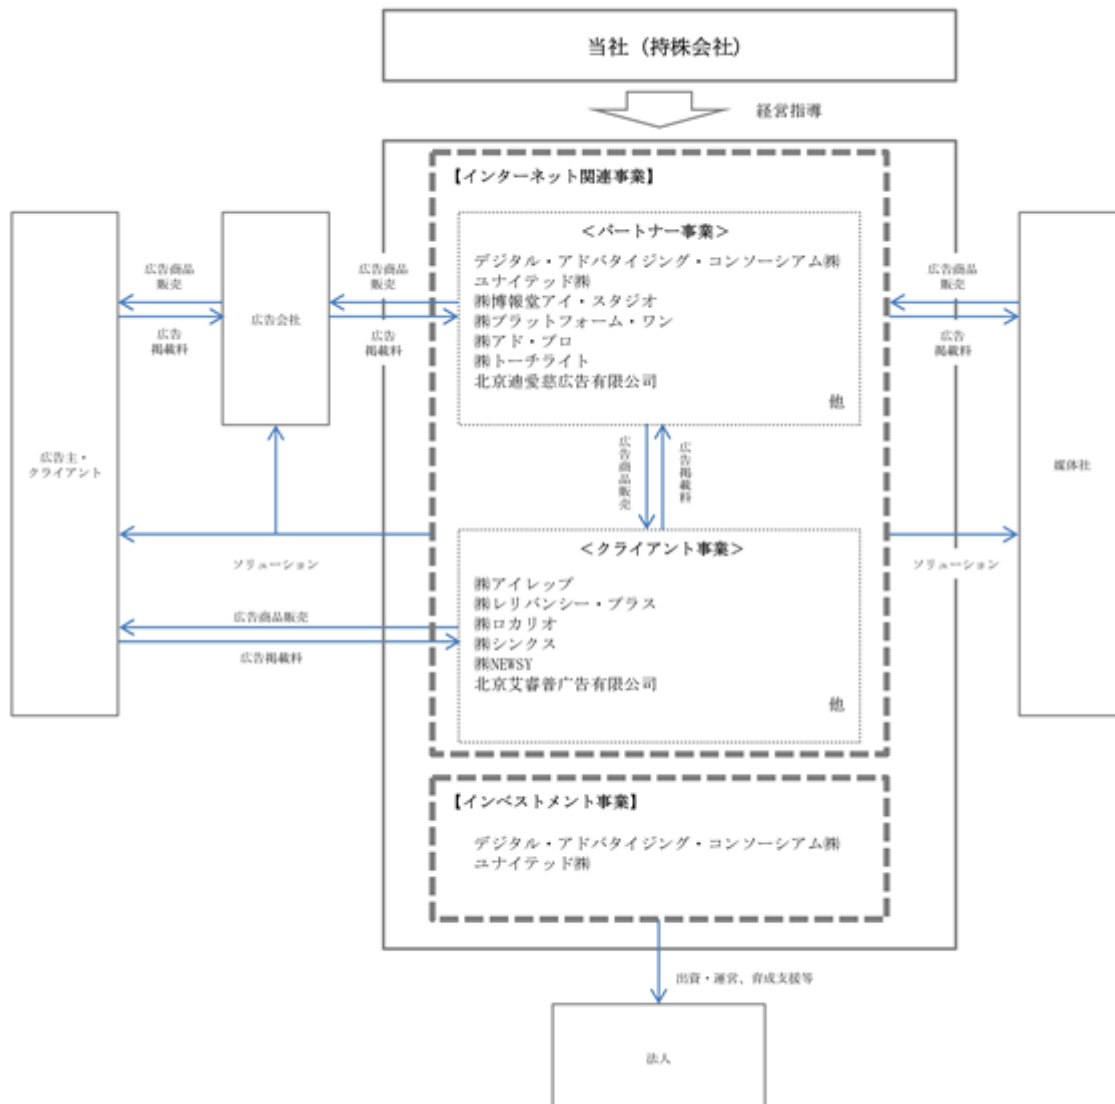 当社（持株会社）
経営指導
【インターネット関連事業】
＜パートナー事業＞
デジタル・アドバタイジング・コンソーシアム㈱
ユナイテッド㈱
㈱博報堂アイ・スタジオ
㈱プラットフォーム・ワン
㈱アド・プロ
㈱トーチライト
北京迪愛慈広告有限公司
他
広告商品
販売
広告
掲載料
広告会社
広告商品
販売
広告
掲載料
広告商品
販売
広告
掲載料
広告主・
クライアント
媒体社
広告商品販売
広告掲載料
ソリューション
ソリューション
＜クライアント事業＞
㈱アイレップ
㈱レリバンシー・プラス
㈱ロカリオ
㈱シンクス
㈱NEWSY
北京艾睿普广告有限公司
他
広告商品販売
広告掲載料
【インベストメント事業】
デジタル・アドバタイジング・コンソーシアム㈱
ユナイテッド㈱
出資・運営、育成支援等
法人